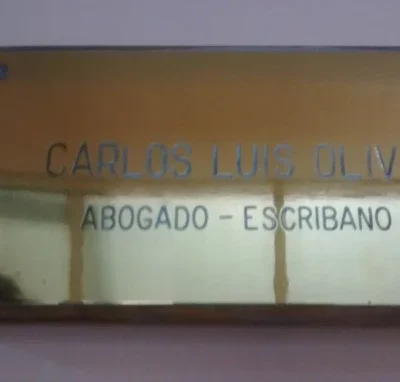 CARLOS LUIS OLIV
ABOGADO - ESCRIBANO